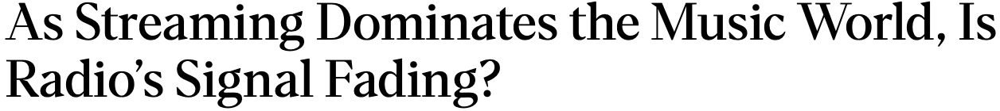 As Streaming Dominates the Music World, Is
Radio’s Signal Fading?